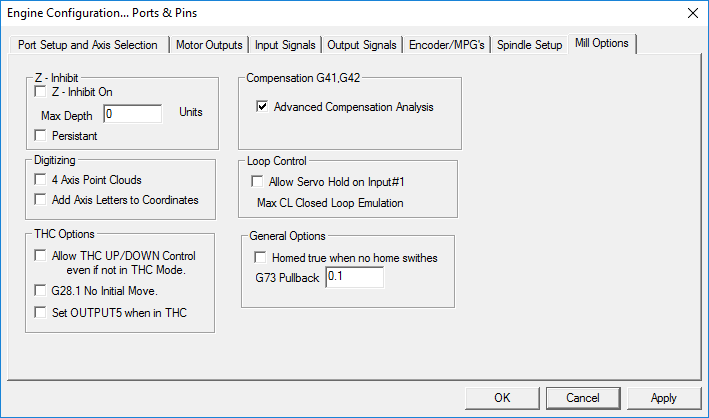 Engine Configuration... Ports & Pins
Port Setup and Axis Selection
Motor Outputs
Input Signals
Output Signals
Encoder/MPG's
Spindle Setup
Mill Options
Z - Inhibit
Z - Inhibit On
Max Depth 0 Units
Persistant
Digitizing
4 Axis Point Clouds
Add Axis Letters to Coordinates
THC Options
Allow THC UP/DOWN Control
even if not in THC Mode.
G28.1 No Initial Move.
Set OUTPUT5 when in THC
Compensation G41,G42
Advanced Compensation Analysis
Loop Control
Allow Servo Hold on Input#1
Max CL Closed Loop Emulation
General Options
Homed true when no home swithes
G73 Pullback 0.1
OK
Cancel
Apply